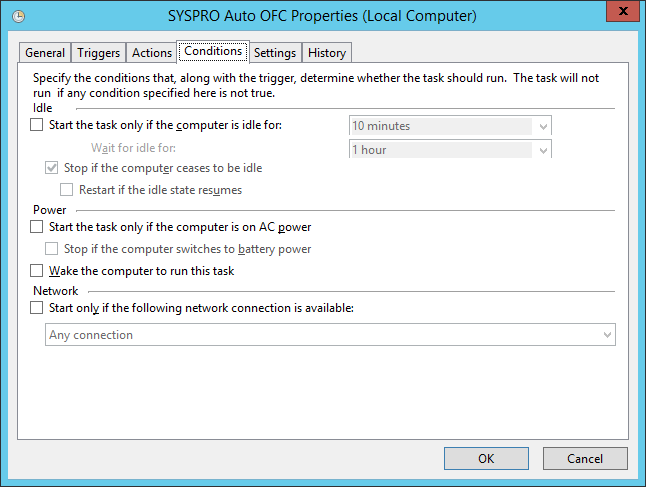 SYSPRO Auto OFC Properties (Local Computer)
General Triggers Actions Conditions Settings History
Specify the conditions that, along with the trigger, determine whether the task should run. The task will not
run if any condition specified here is not true.
Idle
Start the task only if the computer is idle for: 10 minutes
Wait for idle for: 1 hour
Stop if the computer ceases to be idle
Restart if the idle state resumes
Power
Start the task only if the computer is on AC power
Stop if the computer switches to battery power
Wake the computer to run this task
Network
Start only if the following network connection is available:
Any connection
OK Cancel